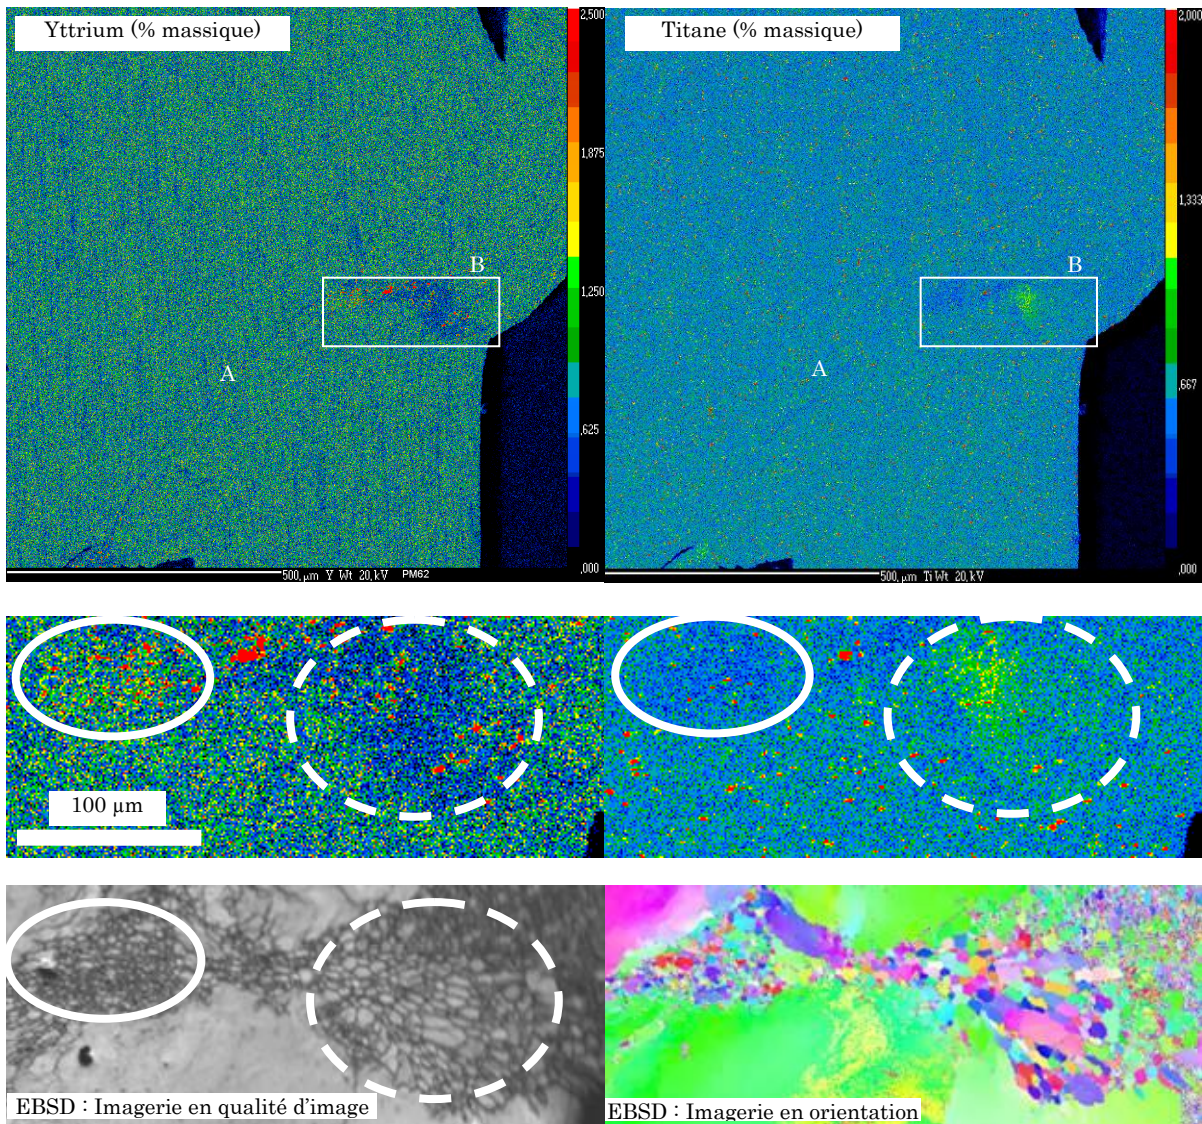 Yttrium (% massique)
2,500
1,875
1,250
,625
,000
B
A
500,µm Y Wt 20,kV PM62
Titane (% massique)
2,000
1,333
,667
,000
B
A
500,µm Ti Wt 20,kV
100 µm
EBSD : Imagerie en qualité d'image
EBSD : Imagerie en orientation